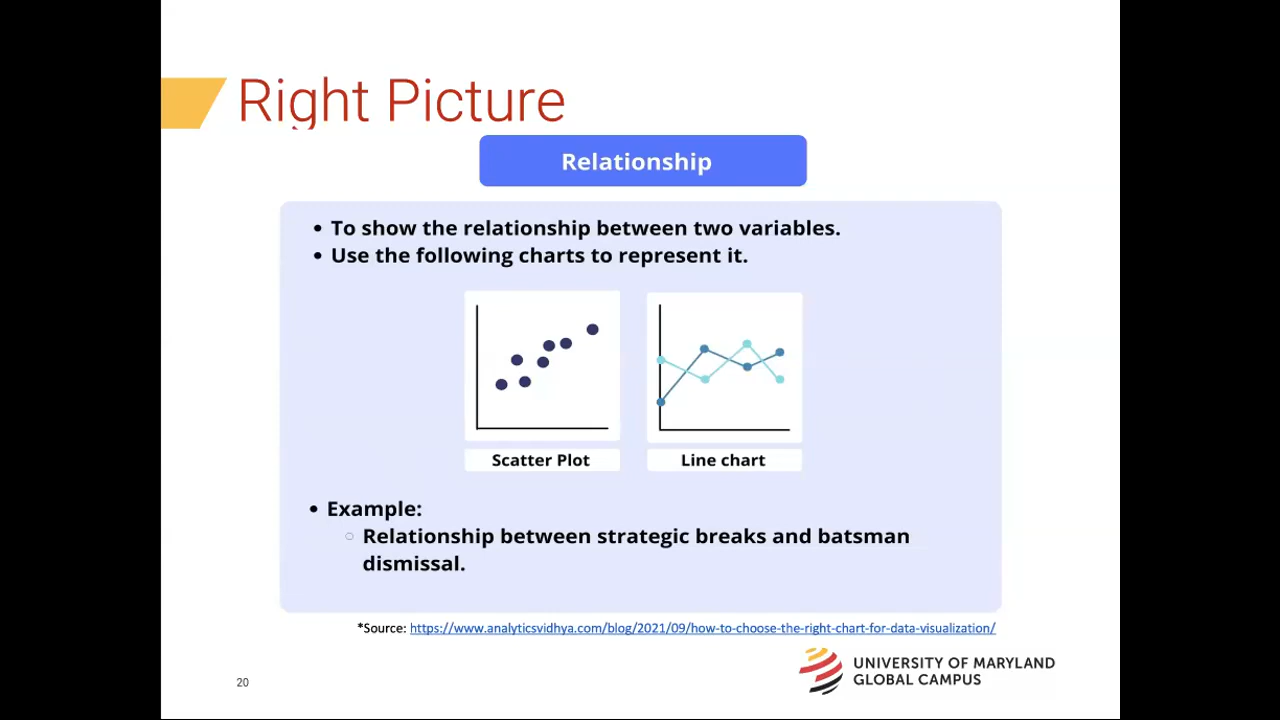 Right Picture
Relationship
• To show the relationship between two variables.
• Use the following charts to represent it.
Scatter Plot
Line chart
• Example:
○ Relationship between strategic breaks and batsman
dismissal.
*Source: https://www.analyticsvidhya.com/blog/2021/09/how-to-choose-the-right-chart-for-data-visualization/
20
UNIVERSITY OF MARYLAND
GLOBAL CAMPUS